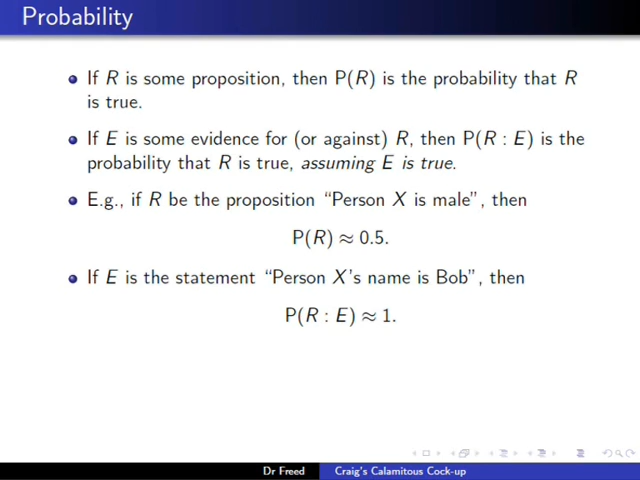 Probability
If R is some proposition, then P(R) is the probability that R
is true.
If E is some evidence for (or against) R, then P(R : E) is the
probability that R is true, assuming E is true.
E.g., if R be the proposition “Person X is male”, then
P(R) ≈ 0.5.
If E is the statement “Person X’s name is Bob”, then
P(R : E) ≈ 1.
Dr Freed Craig’s Calamitous Cock-up